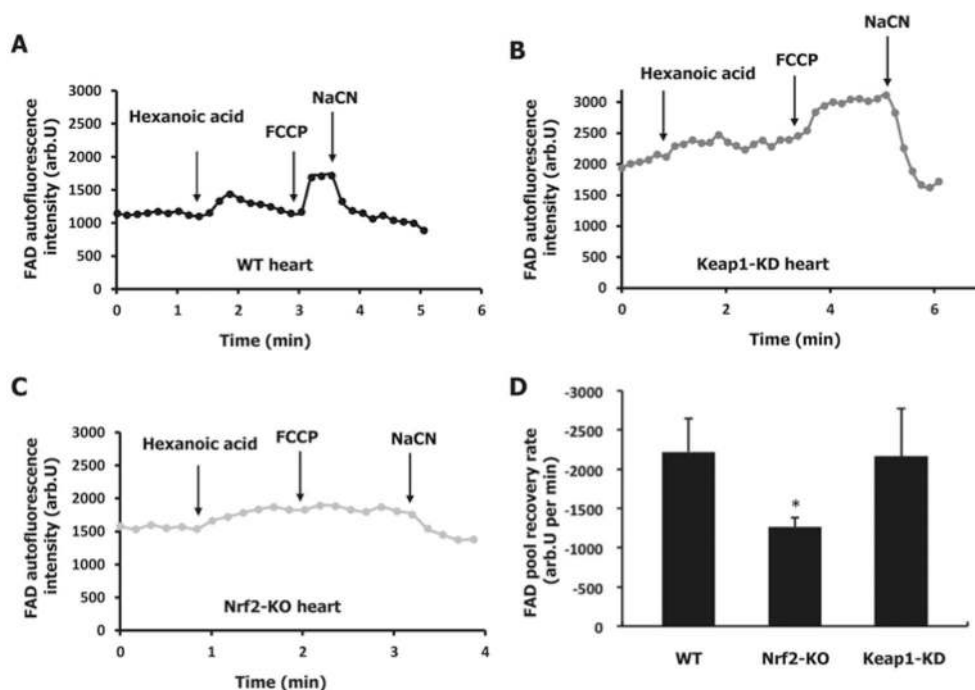 A
Hexanoic acid
FCCP
NaCN
FAD autofluorescence
intensity (arb.U)
3000
2500
2000
1500
1000
500
0
WT heart
0 1 2 3 4 5 6
Time (min)
B
Hexanoic acid
FCCP
NaCN
FAD autofluorescence
intensity (arb.U)
3000
2500
2000
1500
1000
500
0
Keap1-KD heart
0 2 4 6
Time (min)
C
Hexanoic acid
FCCP
NaCN
FAD autofluorescence
intensity (arb.U)
3000
2500
2000
1500
1000
500
0
Nrf2-KO heart
0 1 2 3 4
Time (min)
D
FAD pool recovery rate
(arb.U per min)
-3000
-2500
-2000
-1500
-1000
-500
0
*
WT Nrf2-KO Keap1-KD